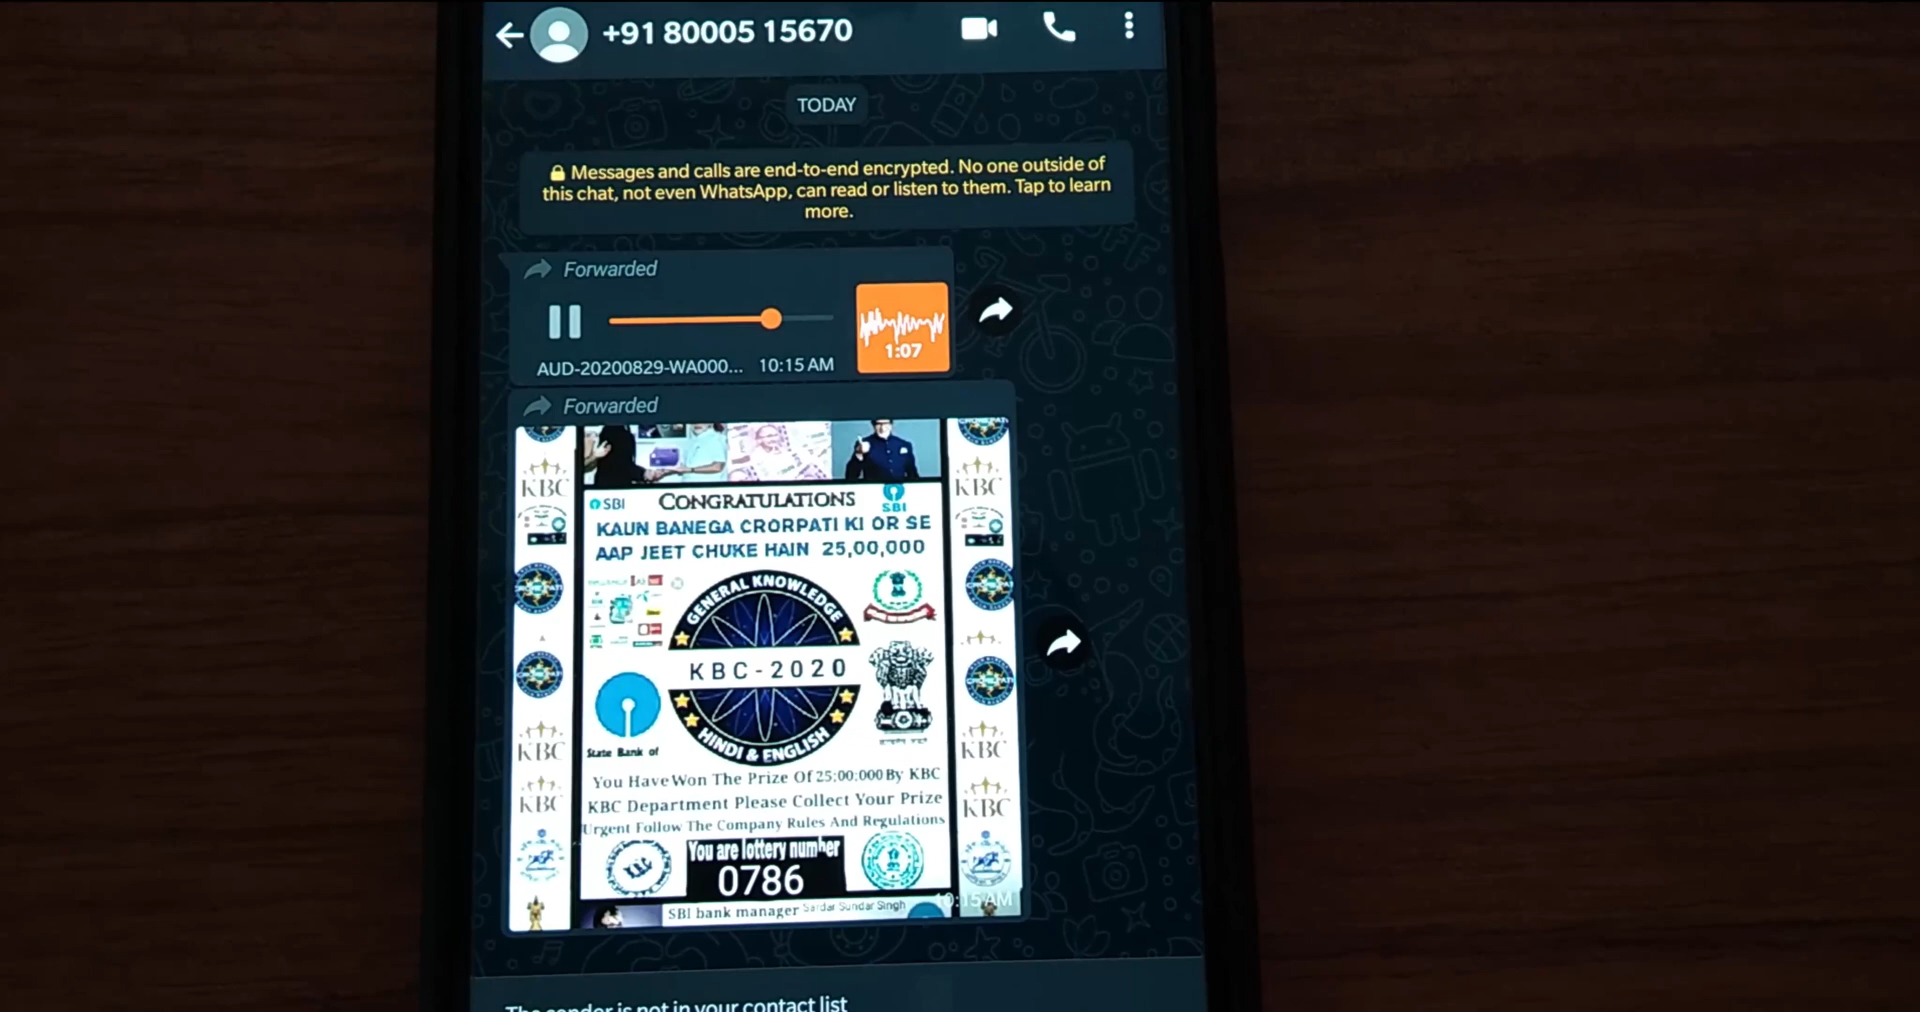 +91 80005 15670
TODAY
Messages and calls are end-to-end encrypted. No one outside of
this chat, not even WhatsApp, can read or listen to them. Tap to learn
more.
Forwarded
1:07
AUD-20200829-WA000... 10:15 AM
Forwarded
KBC
KBC
SBI CONGRATULATIONS SBI
KAUN BANEGA CRORPATI KI OR SE
AAP JEET CHUKE HAIN 25,00,000
GENERAL KNOWLEDGE
KBC-2020
HINDI & ENGLISH
State Bank of
KBC
KBC
KBC
KBC
You Have Won The Prize Of 25:00:000 By KBC
KBC Department Please Collect Your Prize
Urgent Follow The Company Rules And Regulations
You are lottery number
0786
SBI bank manager Sardar Sundar Singh
10:15 AM
The sender is not in your contact list